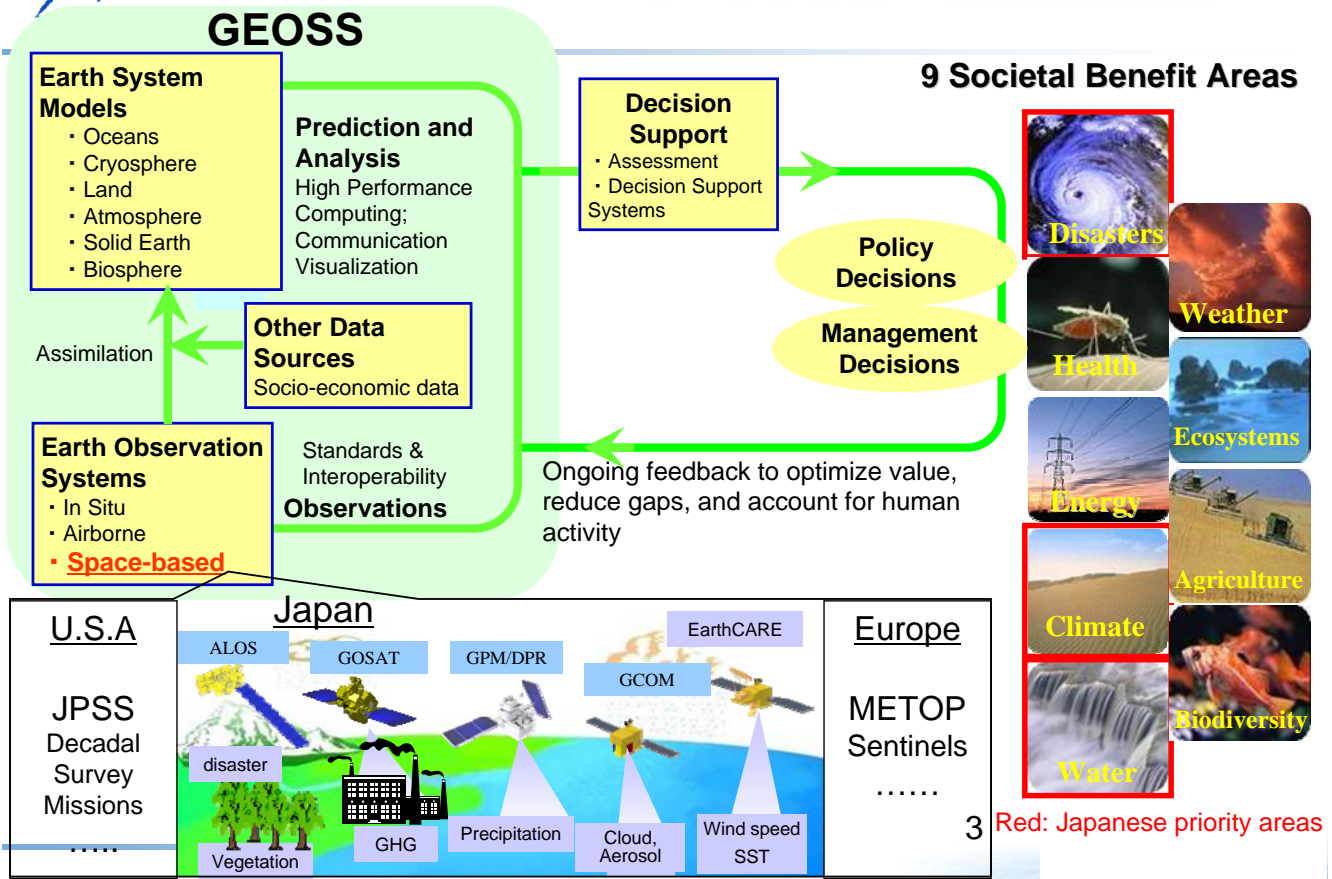 GEOSS
Earth System
Models
・Oceans
・Cryosphere
・Land
・Atmosphere
・Solid Earth
・Biosphere
Prediction and
Analysis
High Performance
Computing;
Communication
Visualization
Assimilation
Other Data
Sources
Socio-economic data
Earth Observation
Systems
・In Situ
・Airborne
・Space-based
Standards &
Interoperability
Observations
Decision
Support
・Assessment
・Decision Support
Systems
Policy
Decisions
Management
Decisions
Ongoing feedback to optimize value,
reduce gaps, and account for human
activity
9 Societal Benefit Areas
Disasters
Weather
Health
Ecosystems
Energy
Agriculture
Climate
Biodiversity
Water
Red: Japanese priority areas
U.S.A
JPSS
Decadal
Survey
Missions
…..
Japan
ALOS
GOSAT
GPM/DPR
GCOM
EarthCARE
disaster
Vegetation
GHG
Precipitation
Cloud,
Aerosol
Wind speed
SST
Europe
METOP
Sentinels
……
3